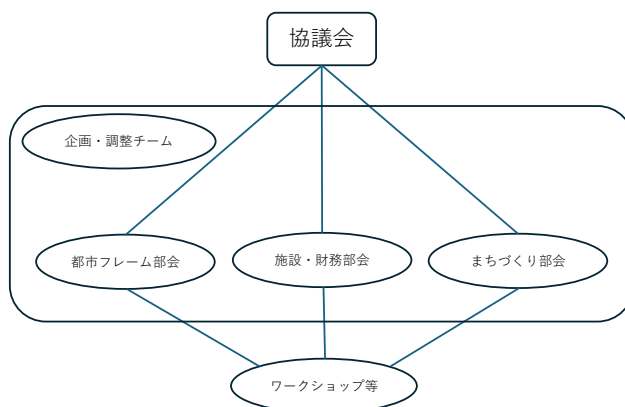 協議会
企画・調整チーム
都市フレーム部会
施設・財務部会
まちづくり部会
ワークショップ等